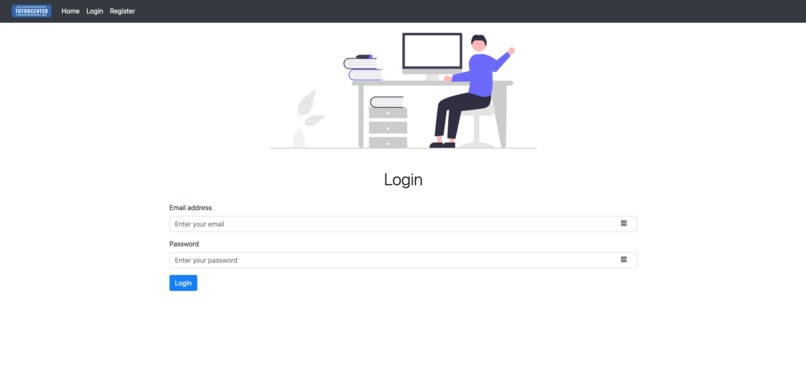 TUTORCENTER
Home Login Register
Login
Email address
Enter your email
Password
Enter your password
Login